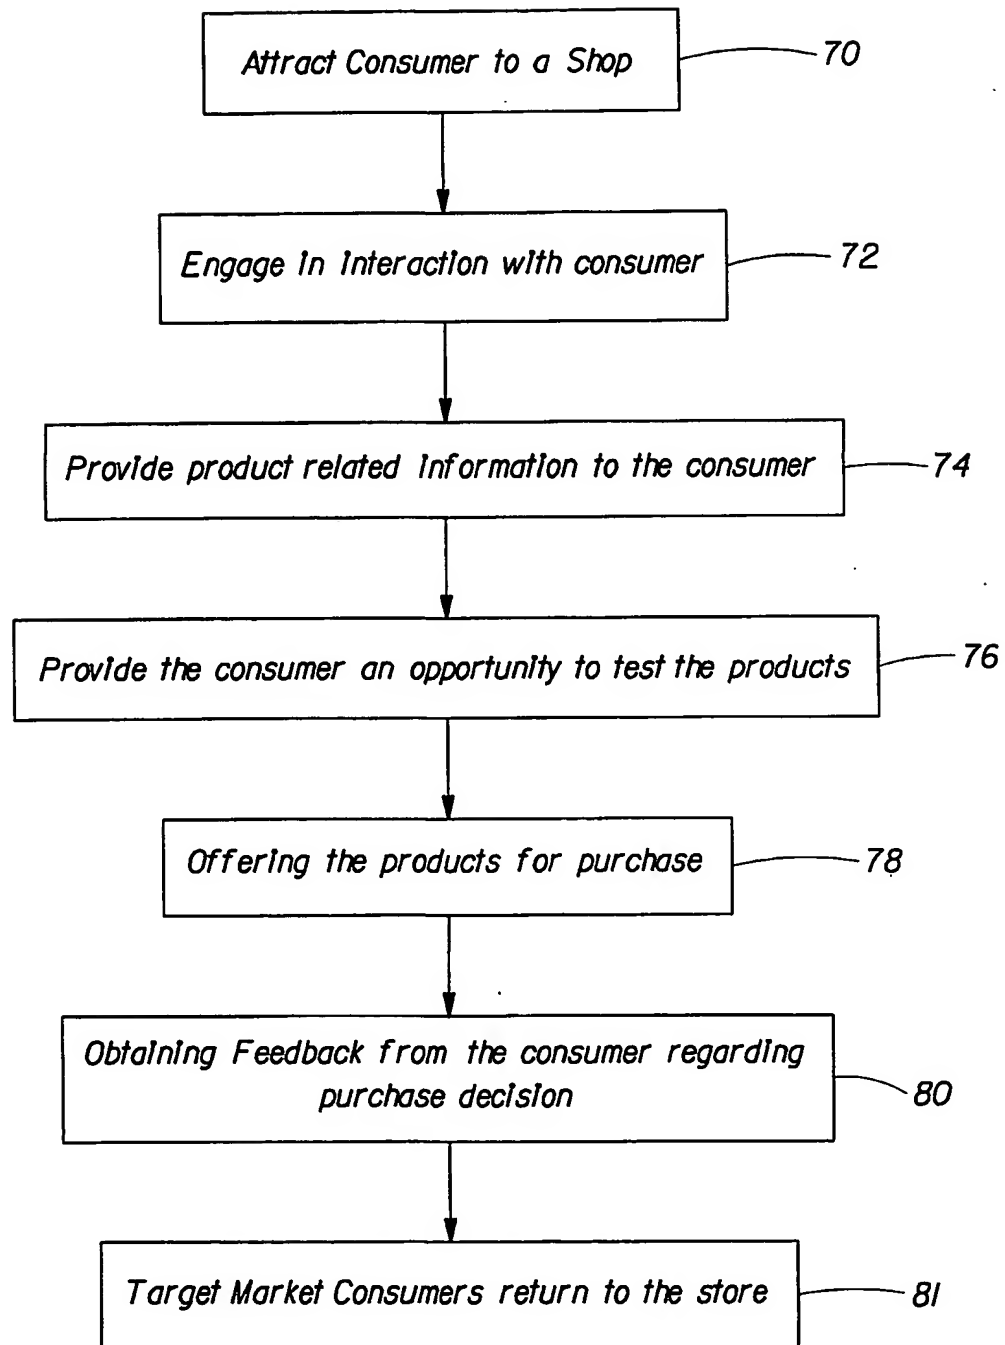 Attract Consumer to a Shop
70
Engage in interaction with consumer
72
Provide product related information to the consumer
74
Provide the consumer an opportunity to test the products
76
Offering the products for purchase
78
Obtaining Feedback from the consumer regarding
purchase decision
80
Target Market Consumers return to the store
81